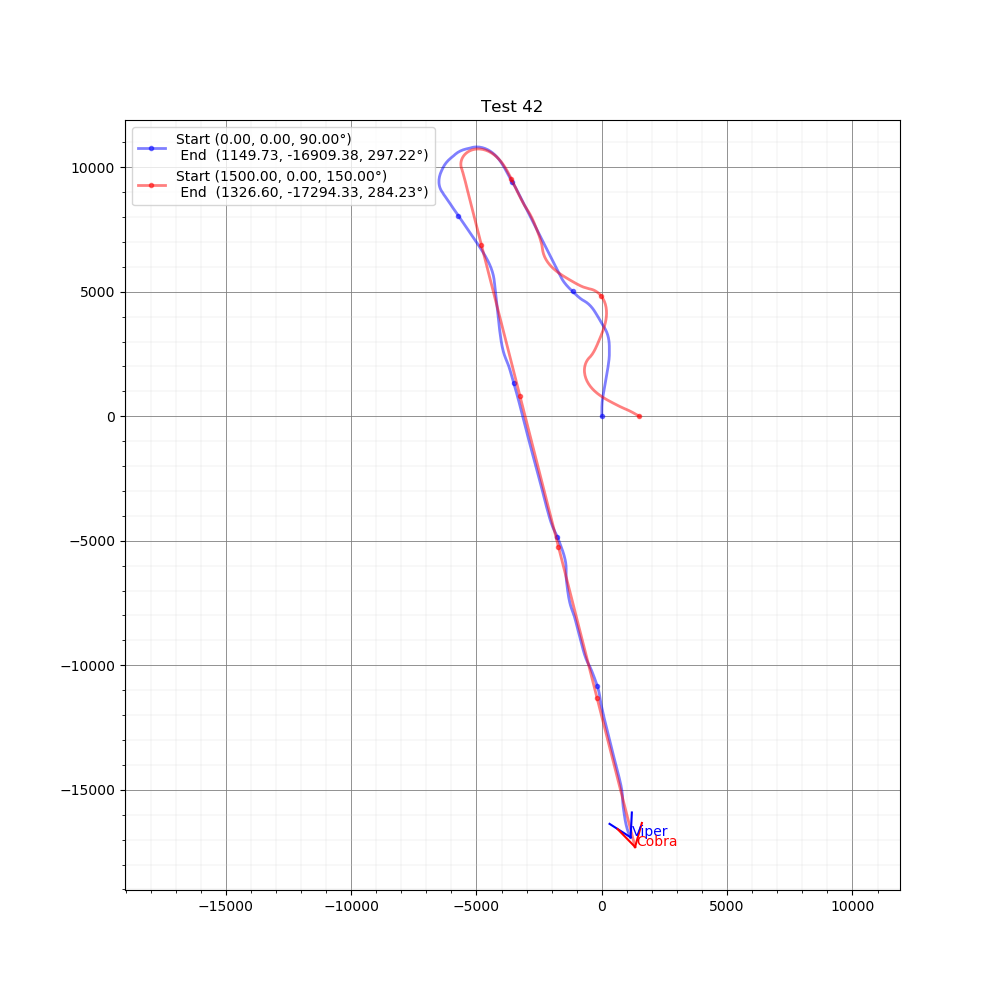 Test 42
Start (0.00, 0.00, 90.00°)
End  (1149.73, -16909.38, 297.22°)
Start (1500.00, 0.00, 150.00°)
End  (1326.60, -17294.33, 284.23°)
10000
5000
0
−5000
−10000
−15000
Viper
Cobra
−15000 −10000 −5000 0 5000 10000